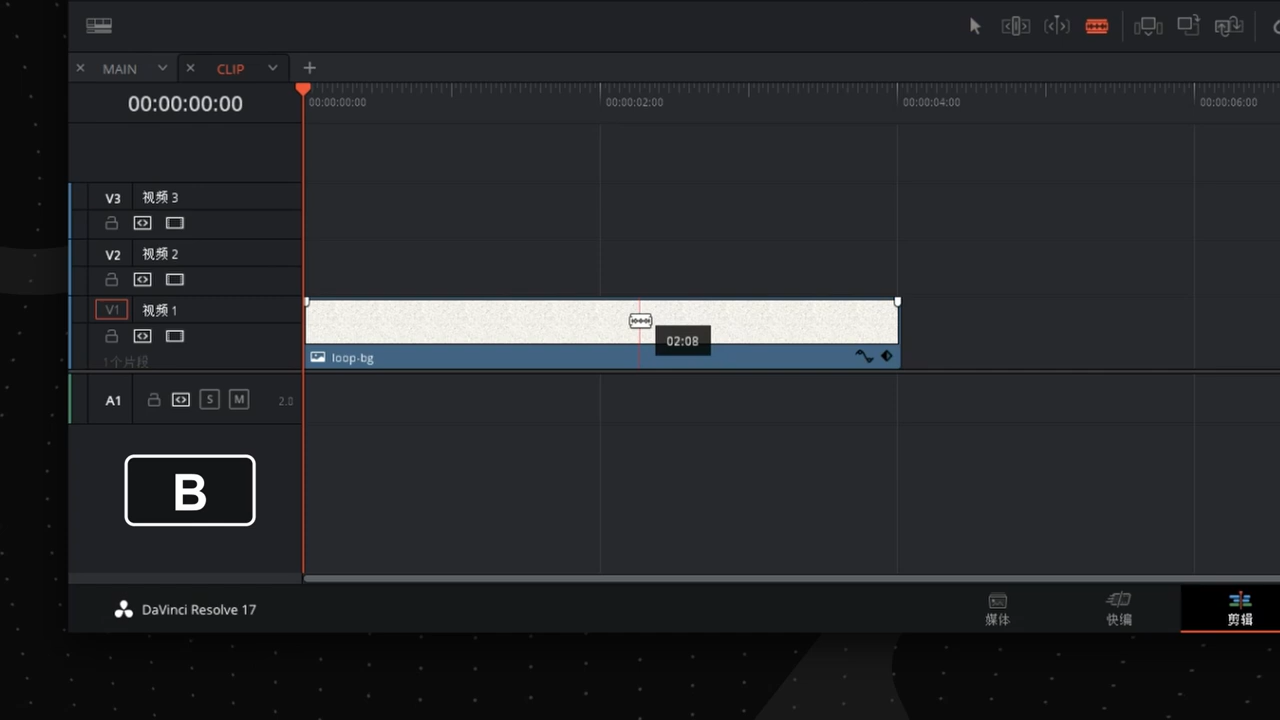 MAIN
CLIP
00:00:00:00
00:00:00:00
00:00:02:00
00:00:04:00
00:00:06:00
V3 视频 3
V2 视频 2
V1 视频 1
1个片段
02:08
loop-bg
A1 S M 2.0
B
DaVinci Resolve 17
媒体
快编
剪辑